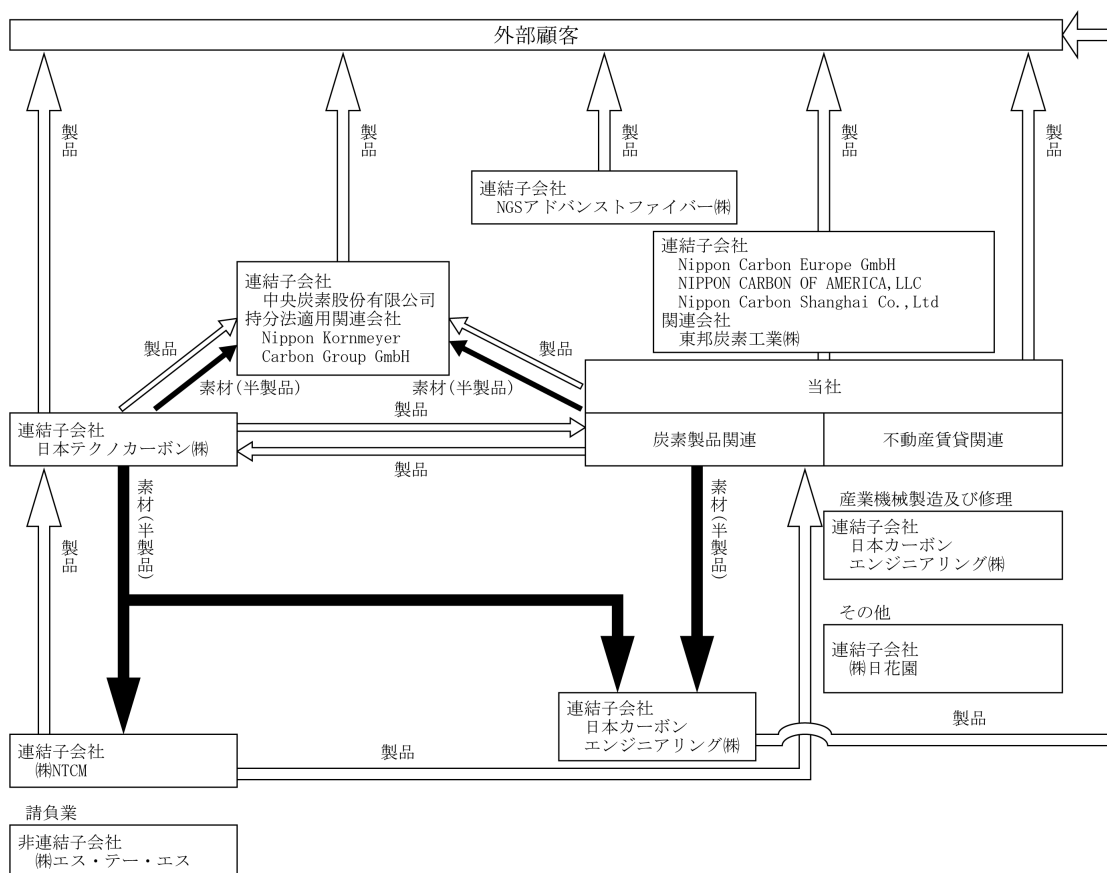 外部顧客
製品
製品
製品
製品
製品
連結子会社
NGSアドバンストファイバー㈱
連結子会社
Nippon Carbon Europe GmbH
NIPPON CARBON OF AMERICA,LLC
Nippon Carbon Shanghai Co.,Ltd
関連会社
東邦炭素工業㈱
連結子会社
中央炭素股份有限公司
持分法適用関連会社
Nippon Kornmeyer
Carbon Group GmbH
製品
素材(半製品)
製品
素材(半製品)
当社
炭素製品関連
不動産賃貸関連
連結子会社
日本テクノカーボン㈱
製品
製品
素材(半製品)
素材(半製品)
製品
産業機械製造及び修理
連結子会社
日本カーボン
エンジニアリング㈱
その他
連結子会社
㈱日花園
連結子会社
日本カーボン
エンジニアリング㈱
製品
連結子会社
㈱NTCM
製品
請負業
非連結子会社
㈱エス・テー・エス